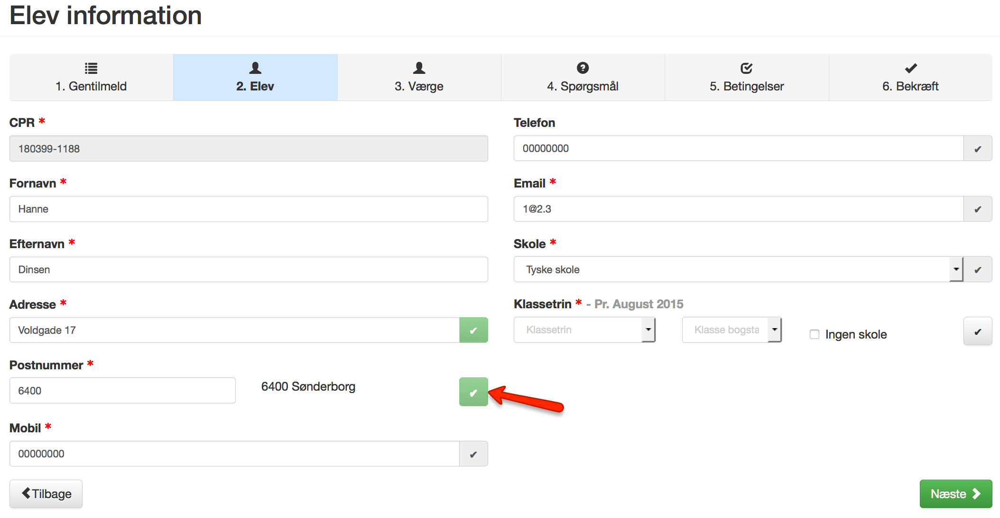 Elev information
1. Gentilmeld
2. Elev
3. Værge
4. Spørgsmål
5. Betingelser
6. Bekræft
CPR *
180399-1188
Fornavn *
Hanne
Efternavn *
Dinsen
Adresse *
Voldgade 17
Postnummer *
6400
6400 Sønderborg
Mobil *
00000000
Telefon
00000000
Email *
1@2.3
Skole *
Tyske skole
Klassetrin * - Pr. August 2015
Klassetrin
Klasse bogsta
Ingen skole
Tilbage
Næste